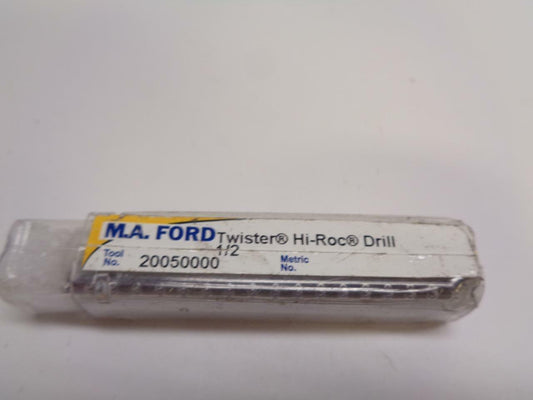 M.A. FORD Twister® Hi-Roc® Drill
1/2
Tool No. 20050000 Metric No.